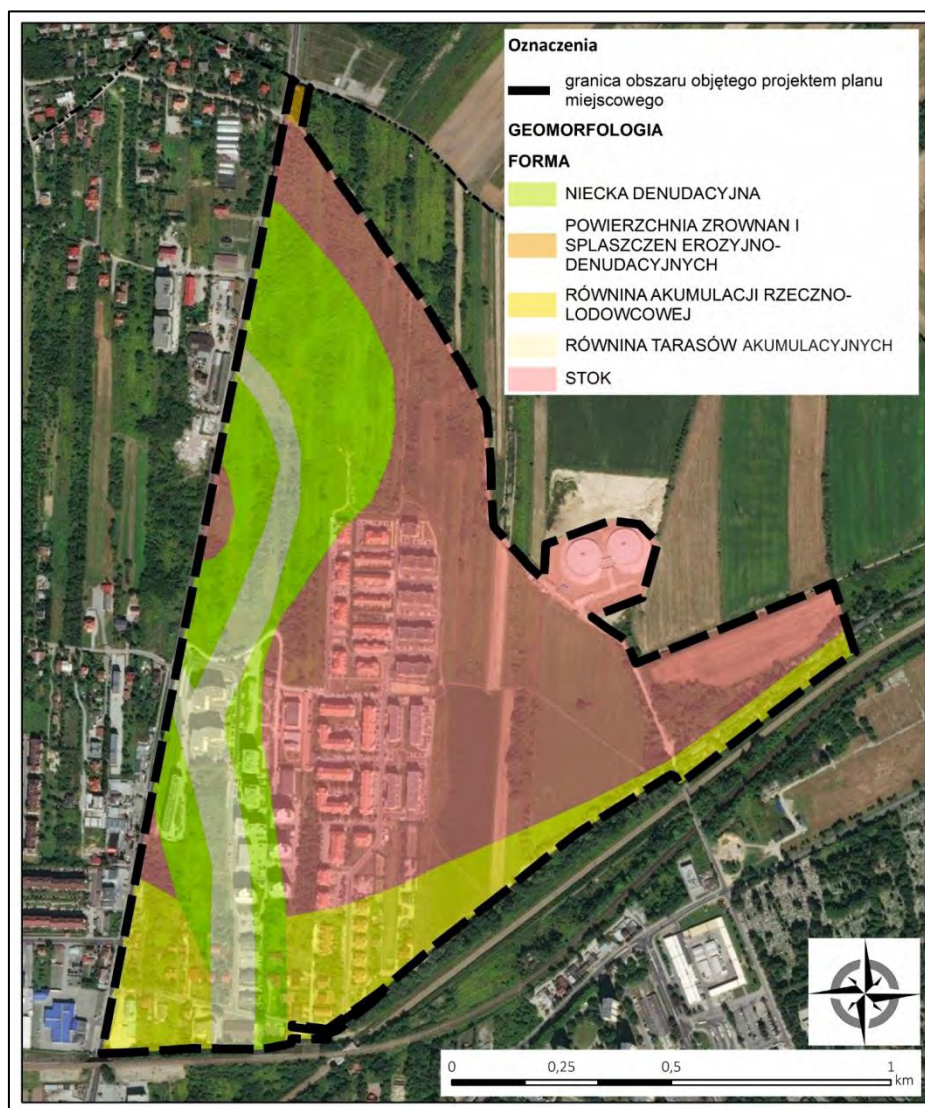 Oznaczenia
granica obszaru objętego projektem planu
miejscowego
GEOMORFOLOGIA
FORMA
NIECKA DENUDACYJNA
POWIERZCHNIA ZROWNAN I
SPLASZCZEN EROZYJNO-
DENUDACYJNYCH
RÓWNINA AKUMULACJI RZECZNO-
LODOWCOWEJ
RÓWNINA TARASÓW AKUMULACYJNYCH
STOK
0 0,25 0,5 1
km